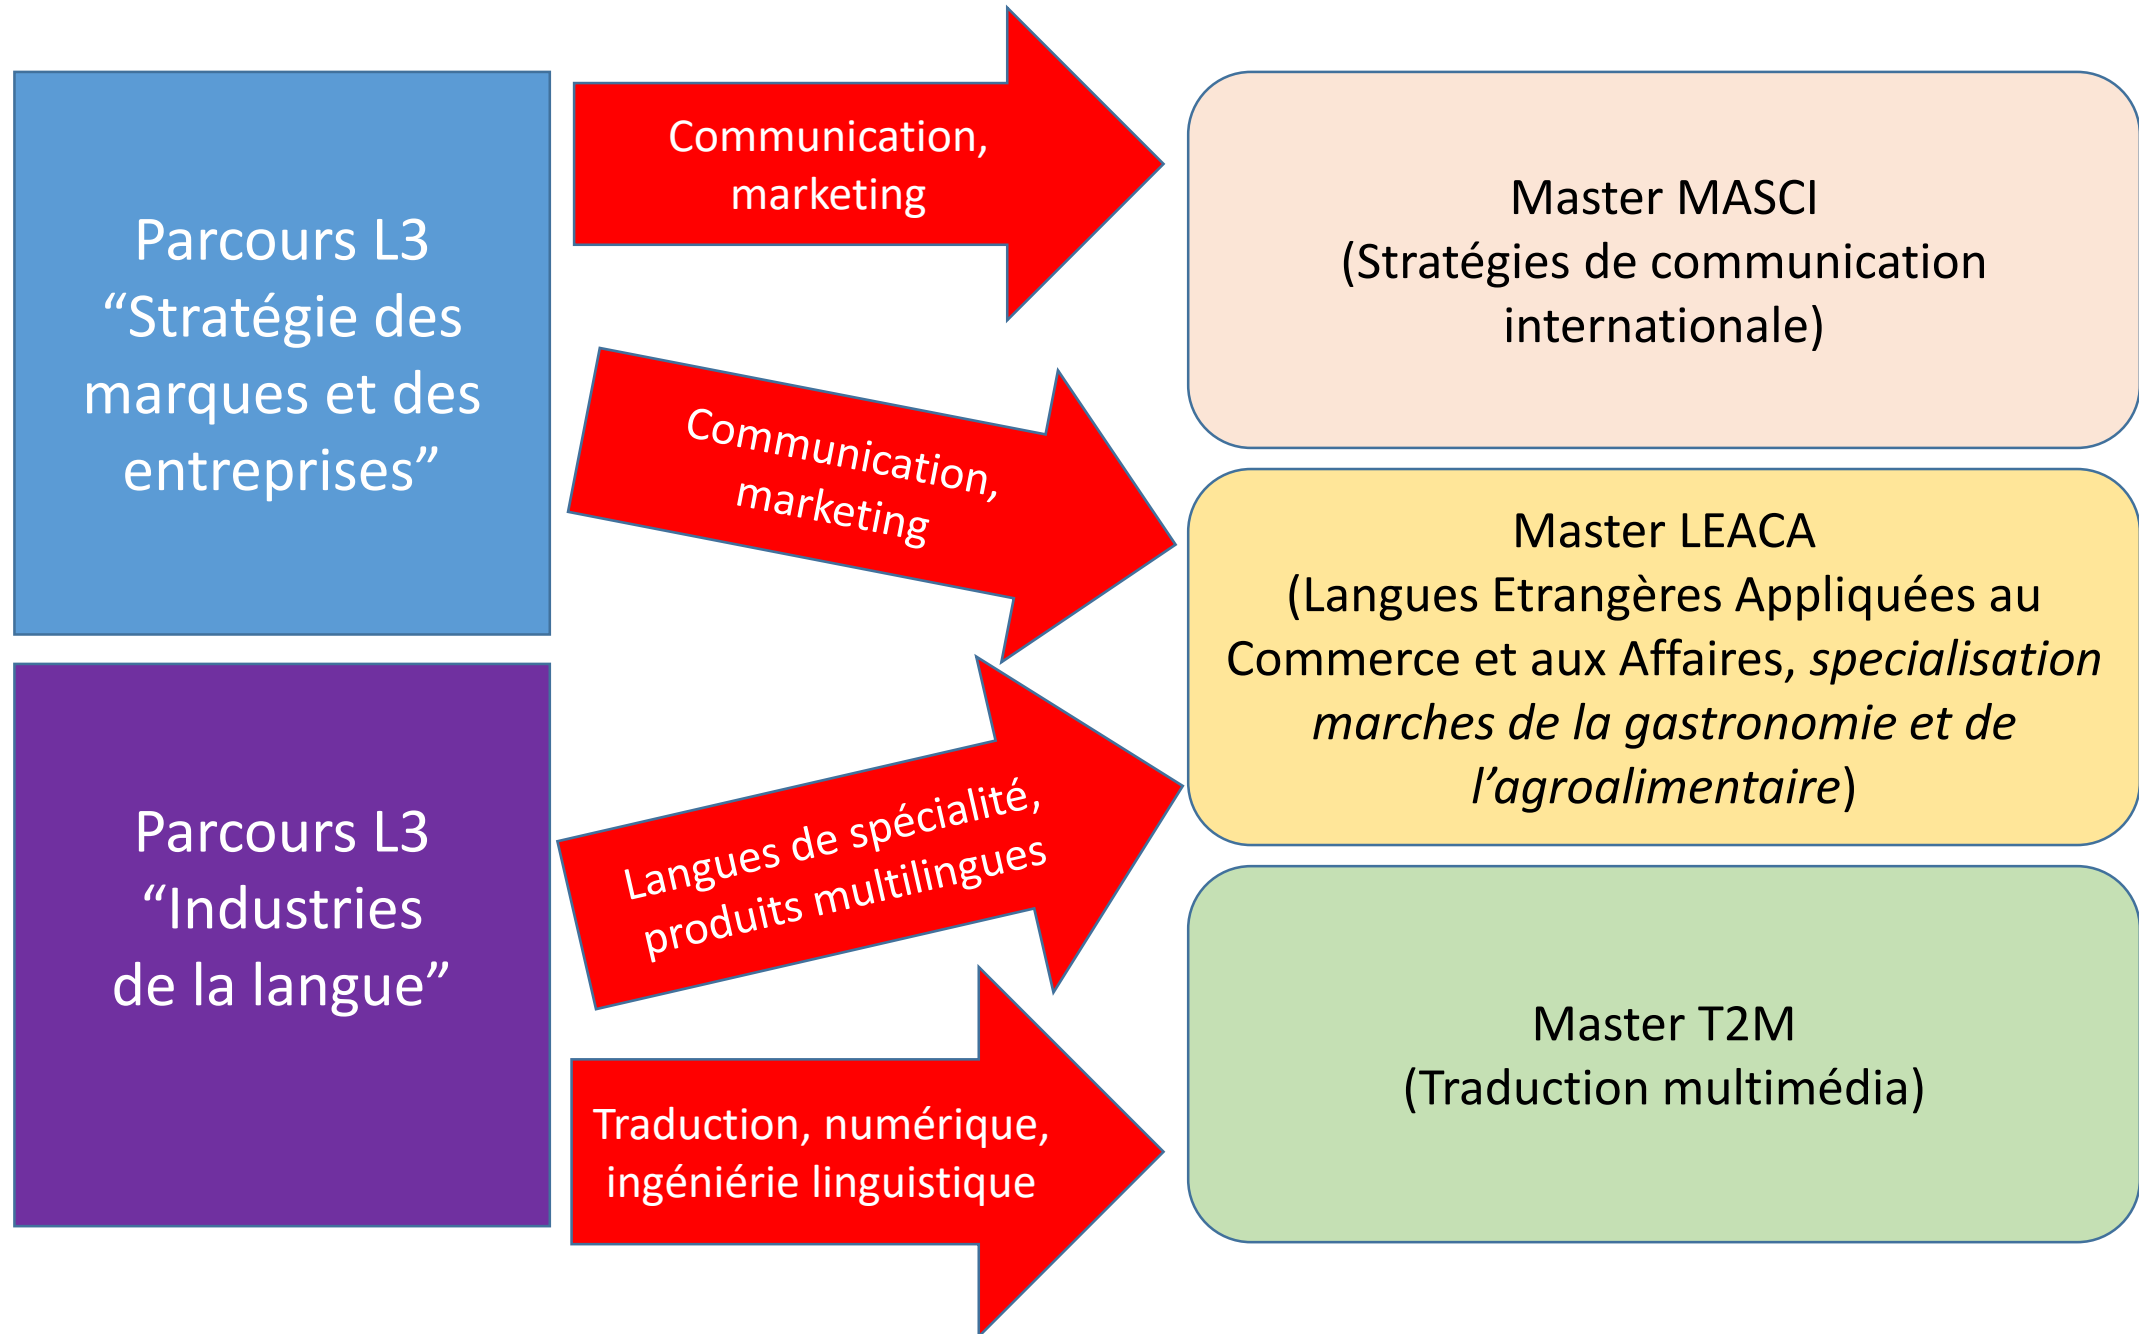 Parcours L3
“Stratégie des
marques et des
entreprises”
Communication,
marketing
Master MASCI
(Stratégies de communication
internationale)
Communication,
marketing
Master LEACA
(Langues Etrangères Appliquées au
Commerce et aux Affaires, specialisation
marches de la gastronomie et de
l’agroalimentaire)
Parcours L3
“Industries
de la langue”
Langues de spécialité,
produits multilingues
Traduction, numérique,
ingéniérie linguistique
Master T2M
(Traduction multimédia)